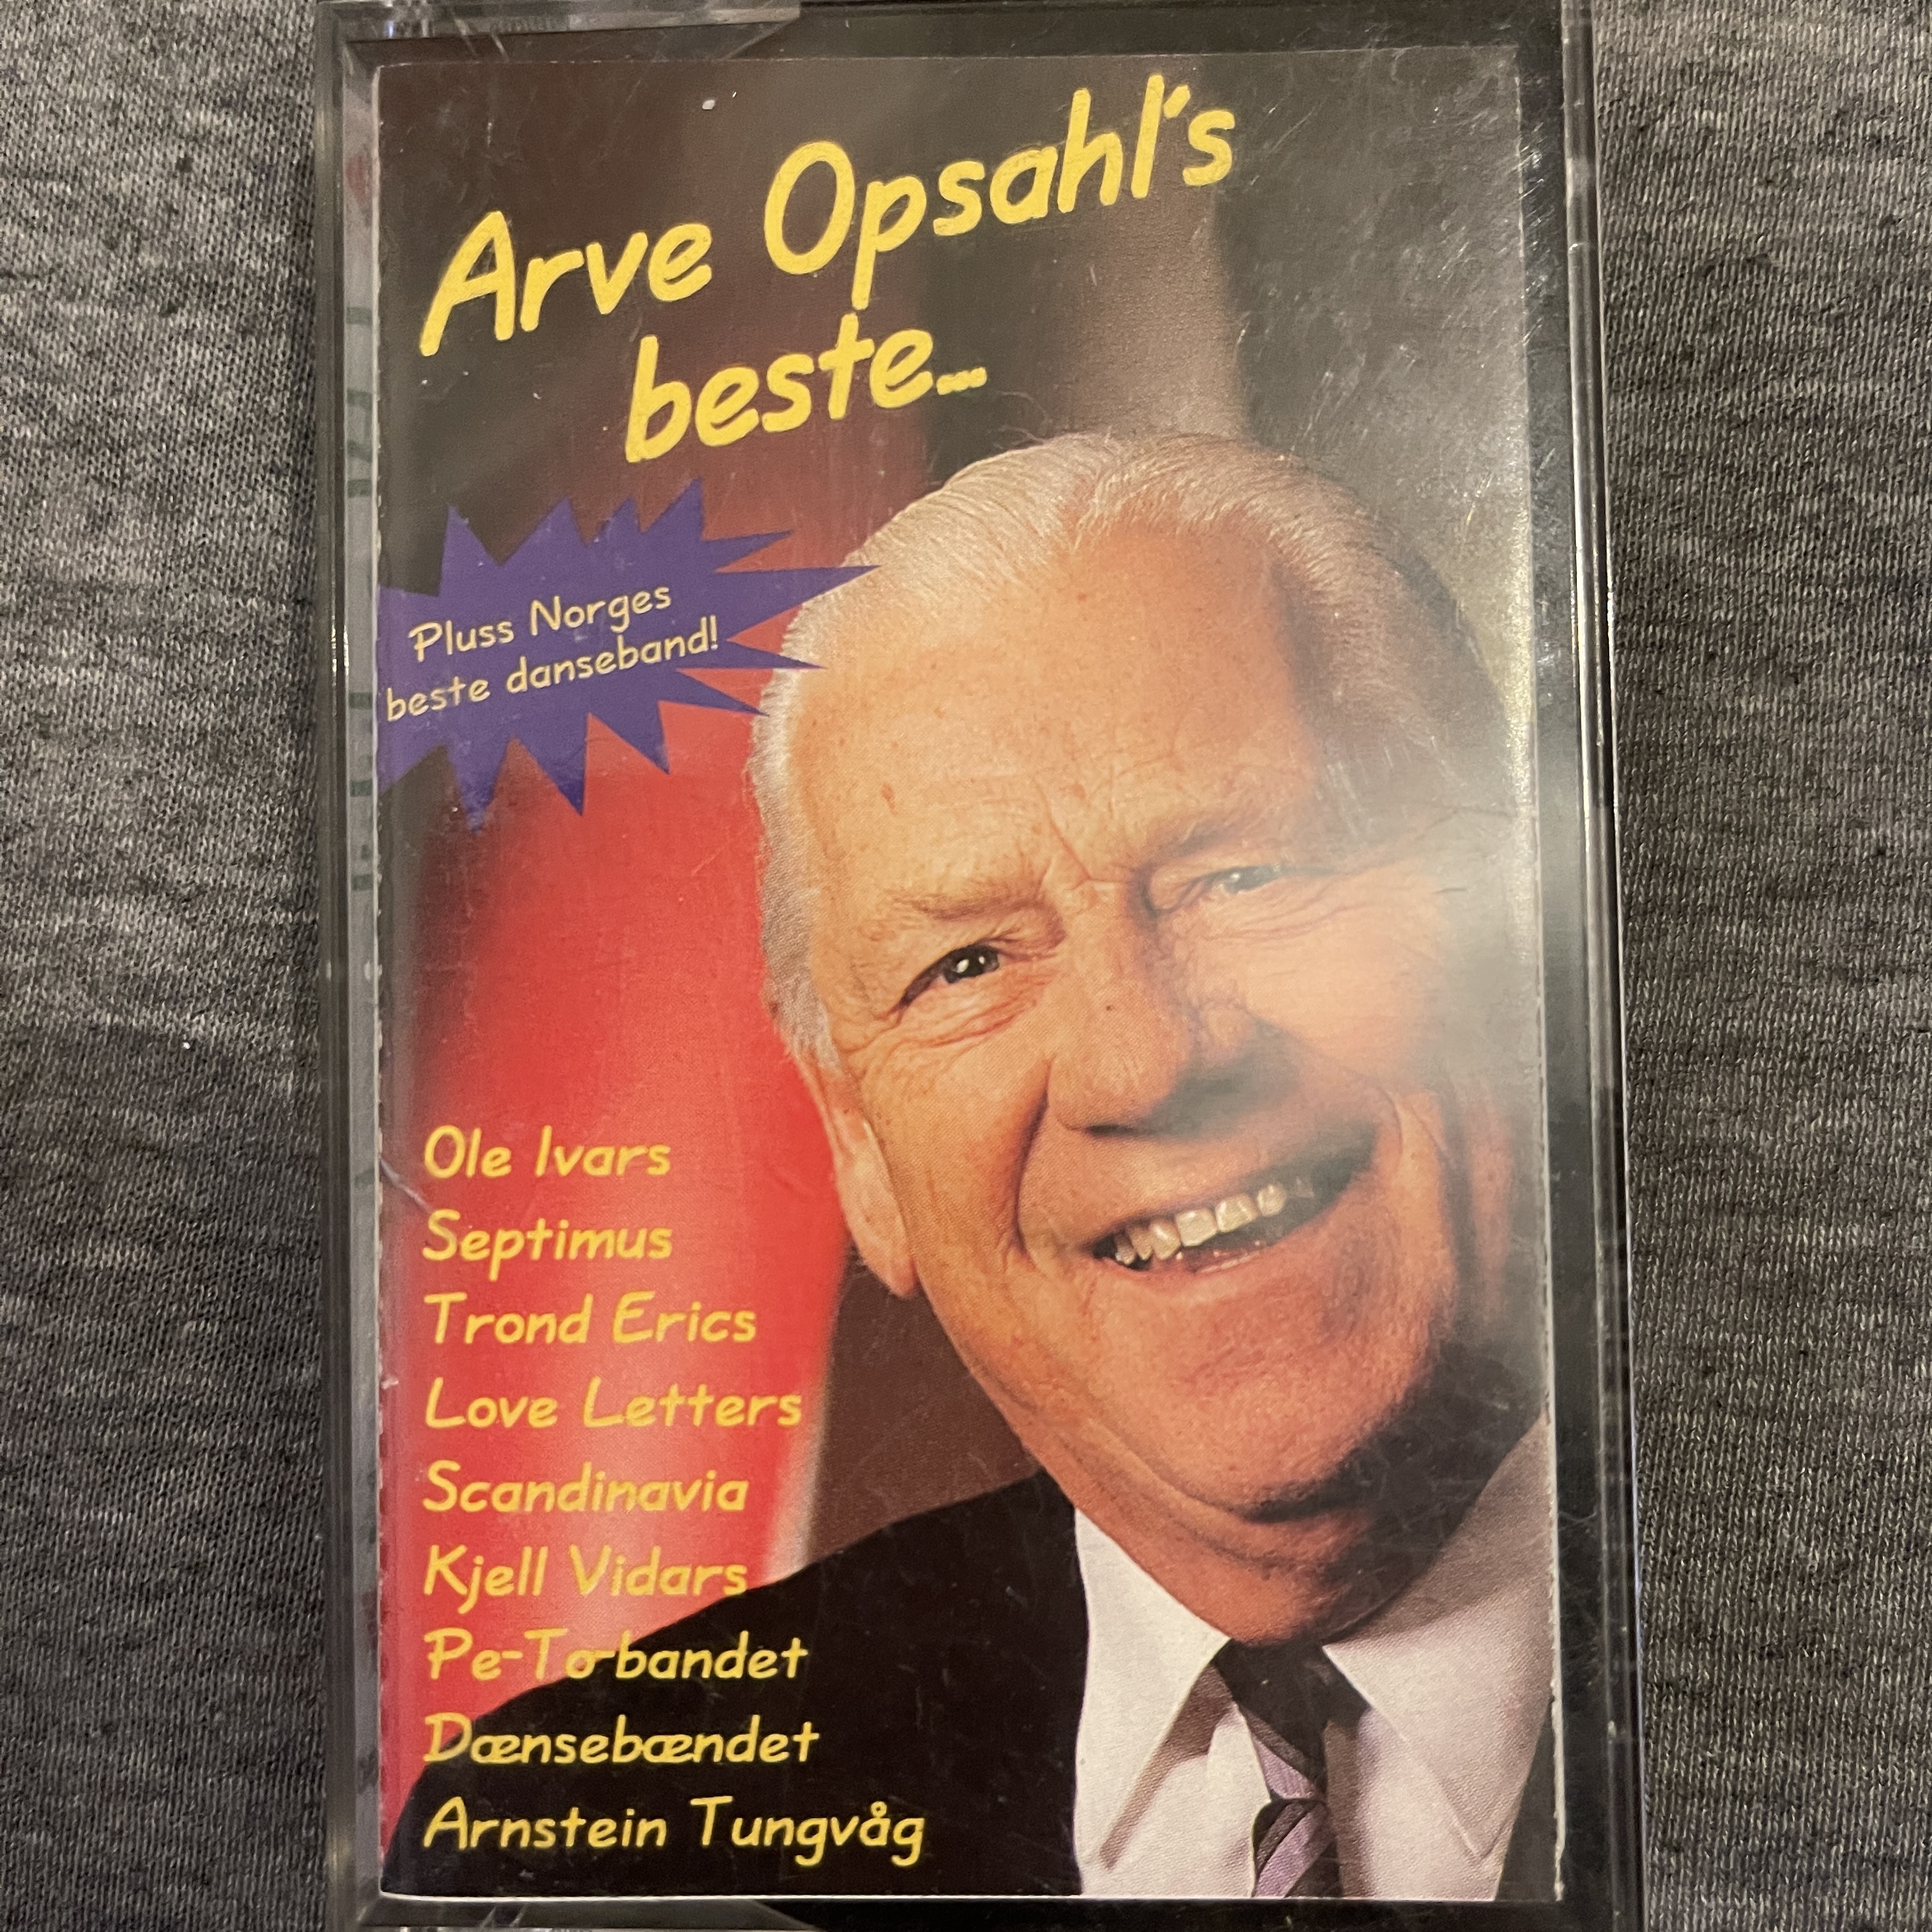 Arve Opsahl's
beste...
Pluss Norges
beste danseband!
Ole Ivars
Septimus
Trond Erics
Love Letters
Scandinavia
Kjell Vidars
Pe-To-bandet
Dænsebændet
Arnstein Tungvåg